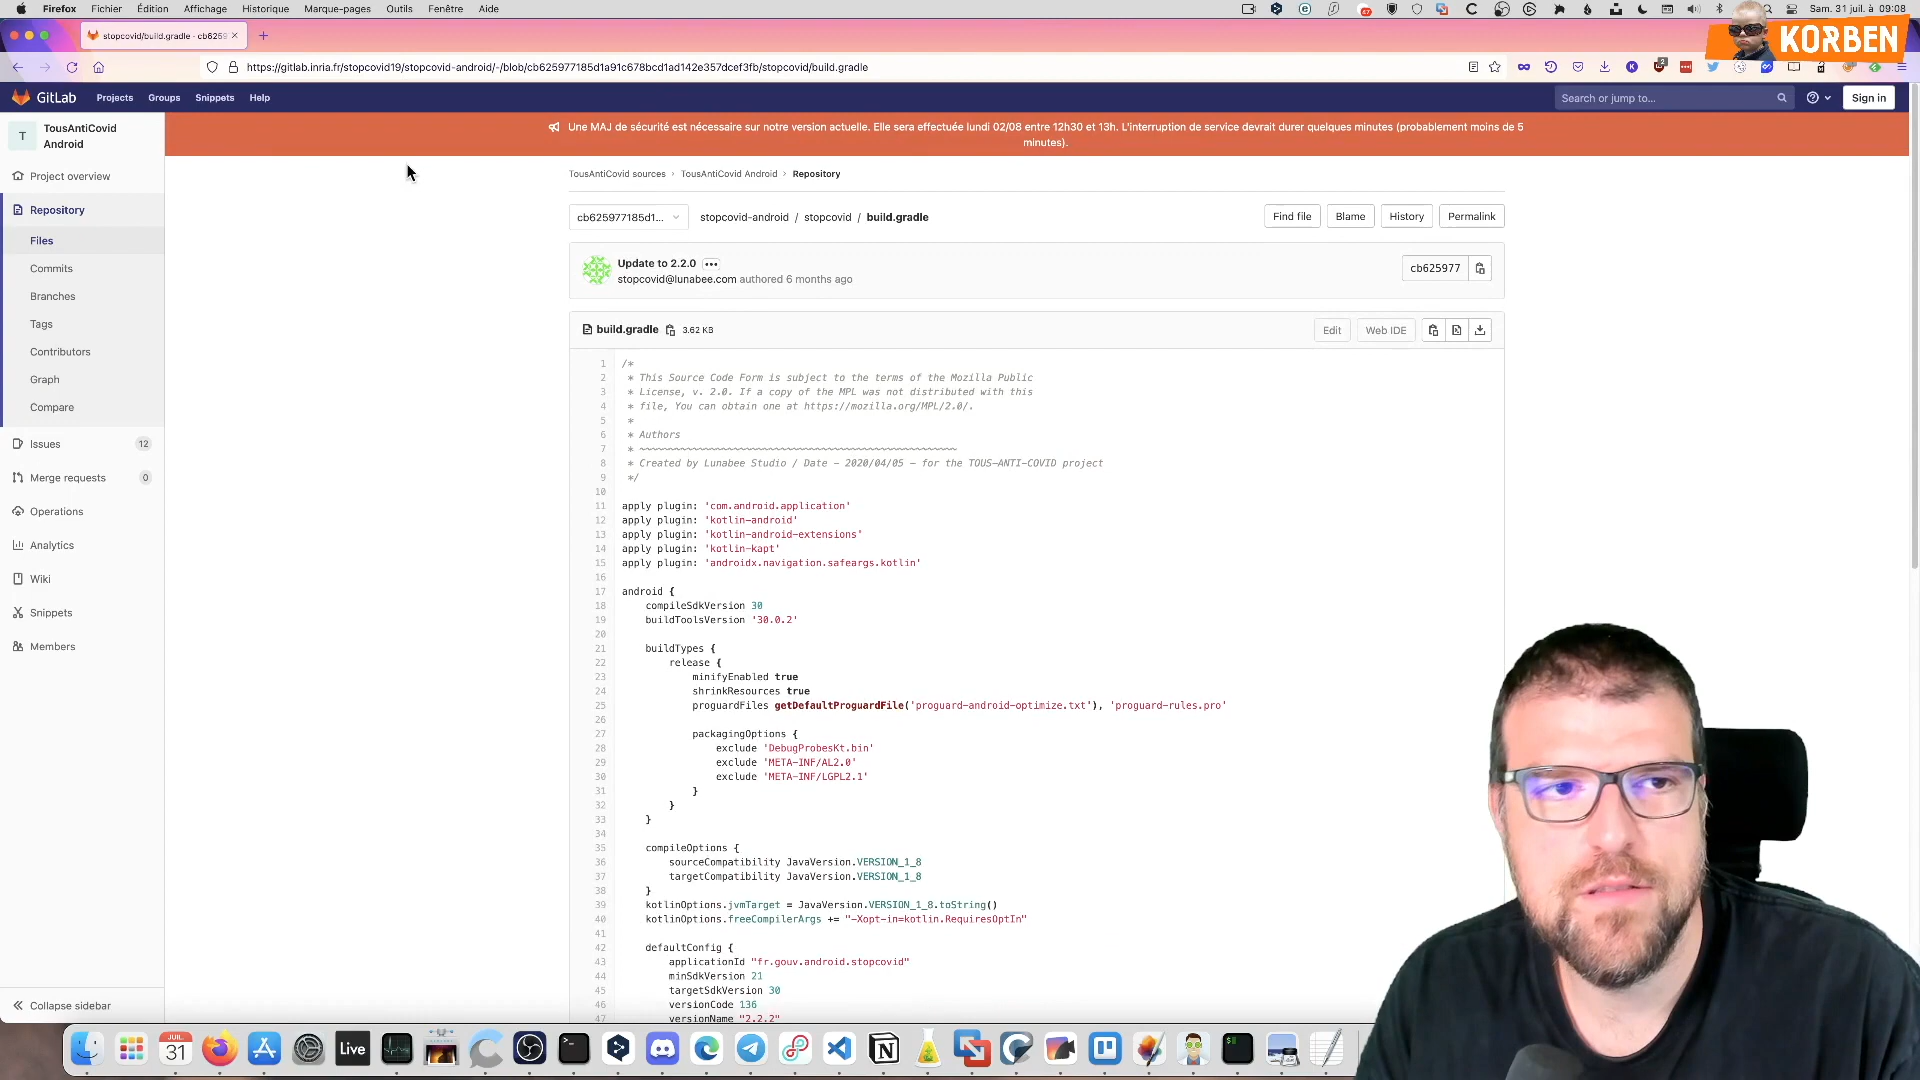 Firefox Fichier Édition Affichage Historique Marque-pages Outils Fenêtre Aide
Sam. 31 juil. à 09:08
KORBEN
stopcovid/build.gradle · cb6259
https://gitlab.inria.fr/stopcovid19/stopcovid-android/-/blob/cb625977185d1a91c678bcd1ad142e357dcef3fb/stopcovid/build.gradle
GitLab Projects Groups Snippets Help
Search or jump to...
Sign in
Une MAJ de sécurité est nécessaire sur notre version actuelle. Elle sera effectuée lundi 02/08 entre 12h30 et 13h. L'interruption de service devrait durer quelques minutes (probablement moins de 5
minutes).
T
TousAntiCovid
Android
Project overview
Repository
Files
Commits
Branches
Tags
Contributors
Graph
Compare
Issues 12
Merge requests 0
Operations
Analytics
Wiki
Snippets
Members
Collapse sidebar
TousAntiCovid sources › TousAntiCovid Android › Repository
cb625977185d1... stopcovid-android / stopcovid / build.gradle
Find file Blame History Permalink
Update to 2.2.0
stopcovid@lunabee.com authored 6 months ago
cb625977
build.gradle 3.62 KB
Edit Web IDE
1 /*
2 * This Source Code Form is subject to the terms of the Mozilla Public
3 * License, v. 2.0. If a copy of the MPL was not distributed with this
4 * file, You can obtain one at https://mozilla.org/MPL/2.0/.
5 *
6 * Authors
7 * ~~~~~~~~~~~~~~~~~~~~~~~~~~~~~~~~~~~~~~~~~~~~~~~~~~~~~~
8 * Created by Lunabee Studio / Date - 2020/04/05 - for the TOUS-ANTI-COVID project
9 */
10
11 apply plugin: 'com.android.application'
12 apply plugin: 'kotlin-android'
13 apply plugin: 'kotlin-android-extensions'
14 apply plugin: 'kotlin-kapt'
15 apply plugin: 'androidx.navigation.safeargs.kotlin'
16
17 android {
18 compileSdkVersion 30
19 buildToolsVersion '30.0.2'
20
21 buildTypes {
22 release {
23 minifyEnabled true
24 shrinkResources true
25 proguardFiles getDefaultProguardFile('proguard-android-optimize.txt'), 'proguard-rules.pro'
26
27 packagingOptions {
28 exclude 'DebugProbesKt.bin'
29 exclude 'META-INF/AL2.0'
30 exclude 'META-INF/LGPL2.1'
31 }
32 }
33 }
34
35 compileOptions {
36 sourceCompatibility JavaVersion.VERSION_1_8
37 targetCompatibility JavaVersion.VERSION_1_8
38 }
39 kotlinOptions.jvmTarget = JavaVersion.VERSION_1_8.toString()
40 kotlinOptions.freeCompilerArgs += "-Xopt-in=kotlin.RequiresOptIn"
41
42 defaultConfig {
43 applicationId "fr.gouv.android.stopcovid"
44 minSdkVersion 21
45 targetSdkVersion 30
46 versionCode 136
47 versionName "2.2.2"
JUIL.
31
Live